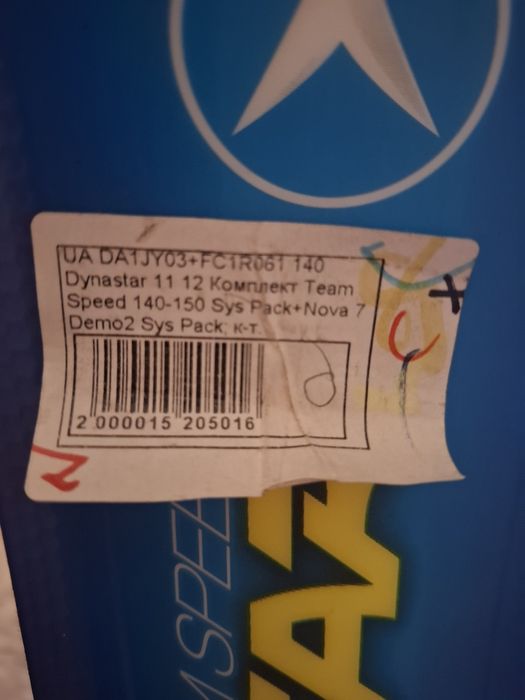 UA DA1JY03+FC1R061 140
Dynastar 11 12 Комплект Team
Speed 140-150 Sys Pack+Nova 7
Demo2 Sys Pack, к-т.
2 000015 205016
M SPEE